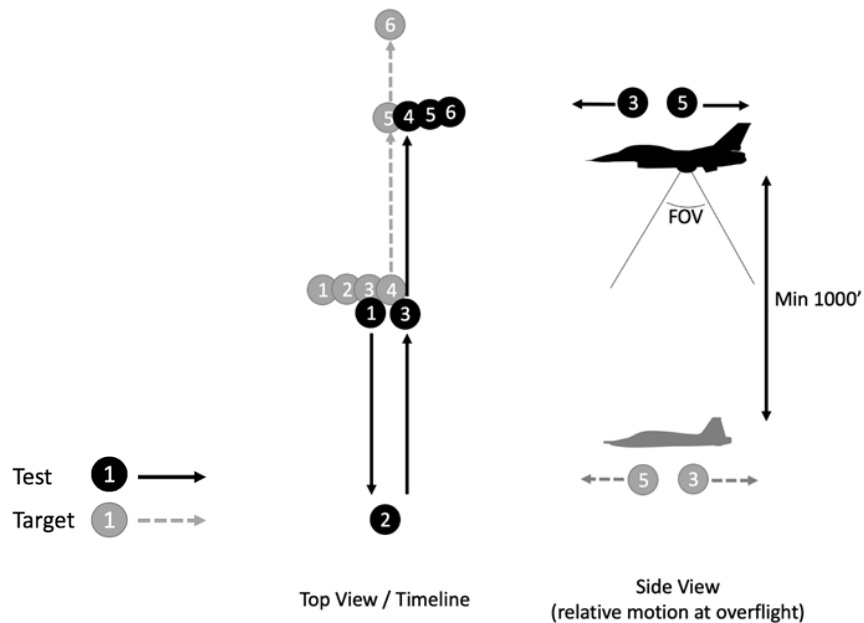 6
5 4 5 6
3 5
FOV
1 2 3 4
1 3
Min 1000’
Test 1
Target 1
2
5 3
Top View / Timeline
Side View
(relative motion at overflight)